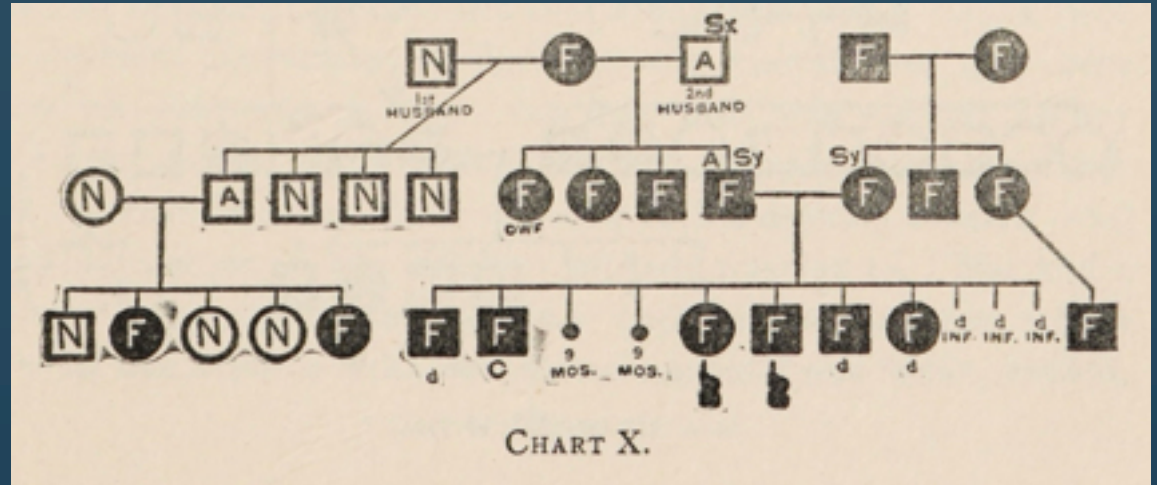 Sx
N F A F F
1st HUSBAND 2nd HUSBAND
A Sy Sy
N A N N N F F F F F F F
DWF
N F N N F F F F F F F d INF. d INF. d INF. F
d C 9 MOS. 9 MOS. d d
CHART X.